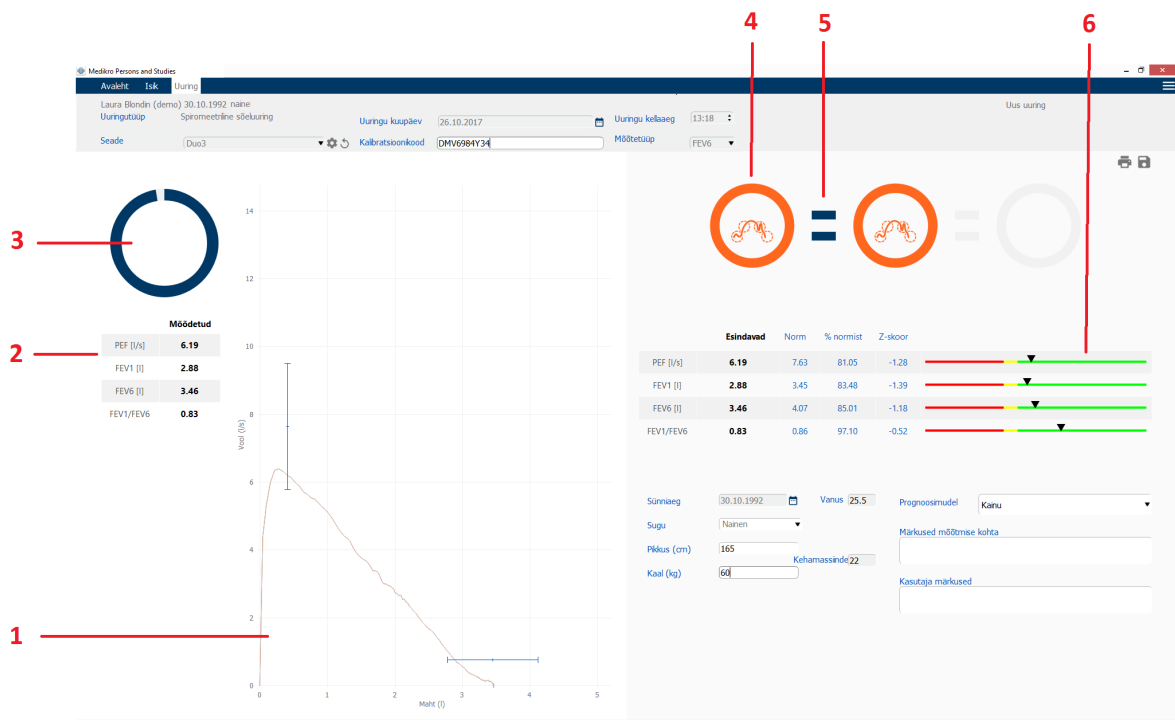 4 5 6
Medikro Persons and Studies
Avaleht Isik Uuring
Laura Blondin (demo) 30.10.1992 naine
Uus uuring
Uuringutüüp Spiromeetriline sõeluuring
Uuringu kuupäev 26.10.2017
Uuringu kellaaeg 13:18
Seade Duo3
Kalibratsioonikood DMV6984Y34
Mõõtetüüp FEV6
3
Mõõdetud
2
PEF [l/s] 6.19
FEV1 [l] 2.88
FEV6 [l] 3.46
FEV1/FEV6 0.83
14
12
10
8
6
4
2
0
Vool (l/s)
0 1 2 3 4 5
Maht (l)
1
Esindavad Norm % normist Z-skoor
PEF [l/s] 6.19 7.63 81.05 -1.28
FEV1 [l] 2.88 3.45 83.48 -1.39
FEV6 [l] 3.46 4.07 85.01 -1.18
FEV1/FEV6 0.83 0.86 97.10 -0.52
Sünniaeg 30.10.1992 Vanus 25.5
Sugu Nainen
Pikkus (cm) 165
Kehamassinde 22
Kaal (kg) 60
Prognoosimudel Kainu
Märkused mõõtmise kohta
Kasutaja märkused